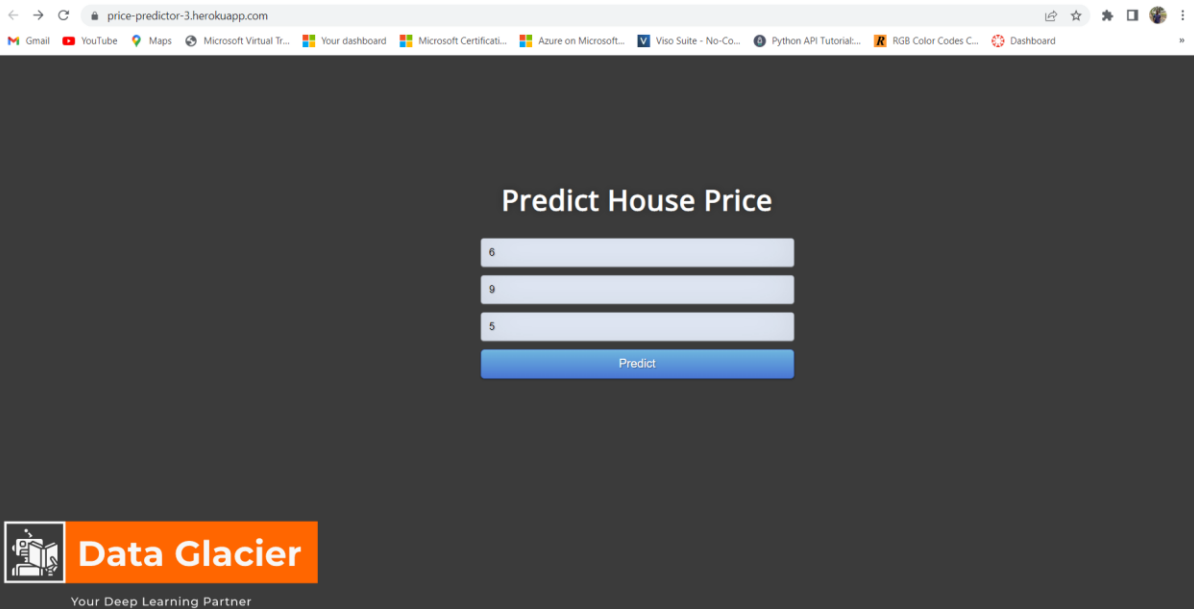 price-predictor-3.herokuapp.com
Gmail YouTube Maps Microsoft Virtual Tr... Your dashboard Microsoft Certificati... Azure on Microsoft... Viso Suite - No-Co... Python API Tutorial:... RGB Color Codes C... Dashboard »
Predict House Price
6
9
5
Predict
Data Glacier
Your Deep Learning Partner